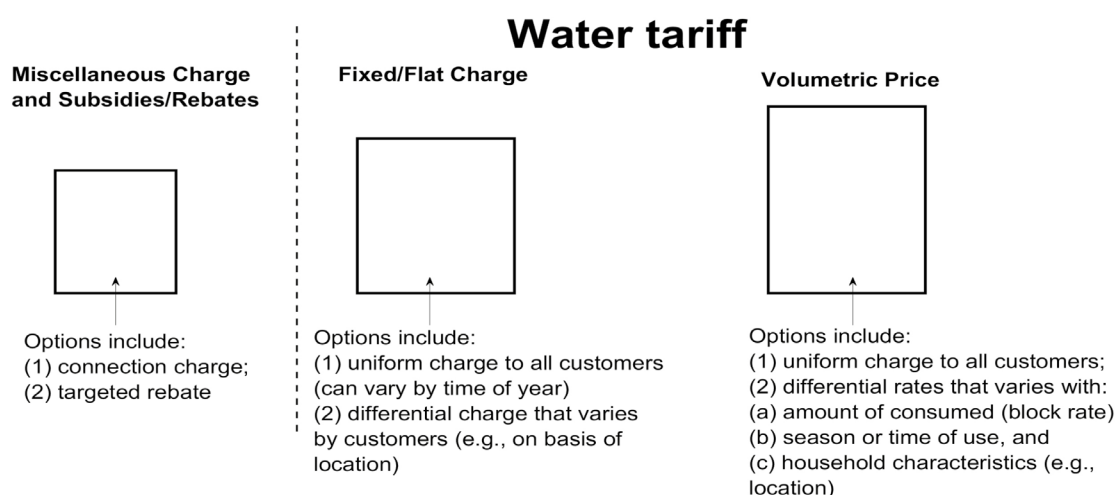 Water tariff
Miscellaneous Charge
and Subsidies/Rebates
Fixed/Flat Charge
Volumetric Price
Options include:
(1) connection charge;
(2) targeted rebate
Options include:
(1) uniform charge to all customers
(can vary by time of year)
(2) differential charge that varies
by customers (e.g., on basis of
location)
Options include:
(1) uniform charge to all customers;
(2) differential rates that varies with:
(a) amount of consumed (block rate)
(b) season or time of use, and
(c) household characteristics (e.g.,
location)